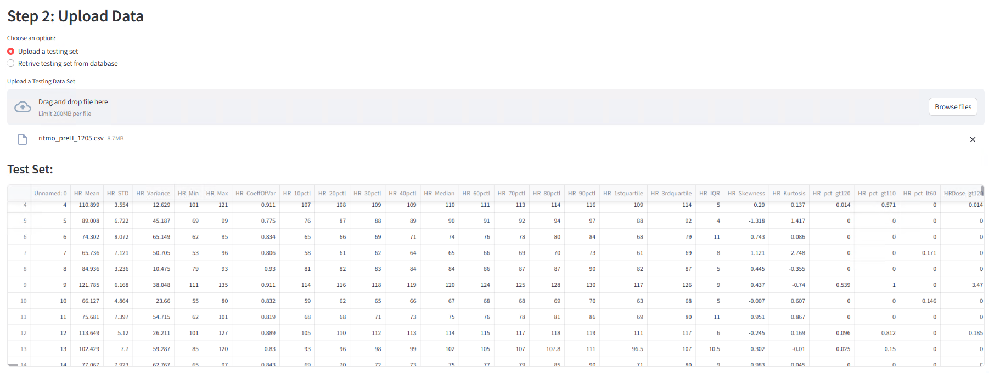 Step 2: Upload Data
Choose an option:
Upload a testing set
Retrive testing set from database
Upload a Testing Data Set
Drag and drop file here
Limit 200MB per file
Browse files
ritmo_preH_1205.csv 8.7MB
Test Set:
Unnamed: 0 HR_Mean HR_STD HR_Variance HR_Min HR_Max HR_CoeffOfVar HR_10pctl HR_20pctl HR_30pctl HR_40pctl HR_Median HR_60pctl HR_70pctl HR_80pctl HR_90pctl HR_1stquartile HR_3rdquartile HR_IQR HR_Skewness HR_Kurtosis HR_pct_gt120 HR_pct_gt110 HR_pct_lt60 HRDose_gt120
4 4 110.899 3.554 12.629 101 121 0.911 107 108 109 109 110 111 113 114 116 109 114 5 0.29 0.137 0.014 0.571 0 0.014
5 5 89.008 6.722 45.187 69 99 0.775 76 87 88 89 90 91 92 94 97 88 92 4 -1.318 1.417 0 0 0 0
6 6 74.302 8.072 65.149 62 95 0.834 65 66 69 71 74 76 78 80 84 68 79 11 0.743 0.086 0 0 0 0
7 7 65.736 7.121 50.705 53 96 0.806 58 61 62 64 65 66 69 70 73 61 69 8 1.121 2.748 0 0 0.171 0
8 8 84.936 3.236 10.475 79 93 0.93 81 82 83 84 84 86 87 87 90 82 87 5 0.445 -0.355 0 0 0 0
9 9 121.785 6.168 38.048 111 135 0.911 114 116 118 119 120 124 125 128 130 117 126 9 0.437 -0.74 0.539 1 0 3.47
10 10 66.127 4.864 23.66 55 80 0.832 59 62 65 66 67 68 68 69 70 63 68 5 -0.007 0.607 0 0 0.146 0
11 11 75.681 7.397 54.715 62 101 0.819 68 68 71 73 75 76 78 81 86 69 80 11 0.951 0.867 0 0 0 0
12 12 113.649 5.12 26.211 101 127 0.889 105 110 112 113 114 115 117 118 119 111 117 6 -0.245 0.169 0.096 0.812 0 0.185
13 13 102.429 7.7 59.287 85 120 0.83 93 96 98 99 102 105 107 107.8 111 96.5 107 10.5 0.302 -0.01 0.025 0.15 0 0
14 14 77.067 7.923 62.767 65 97 0.843 69 70 72 73 75 77 79 85 90 71 80 9 0.983 0.045 0 0 0 0